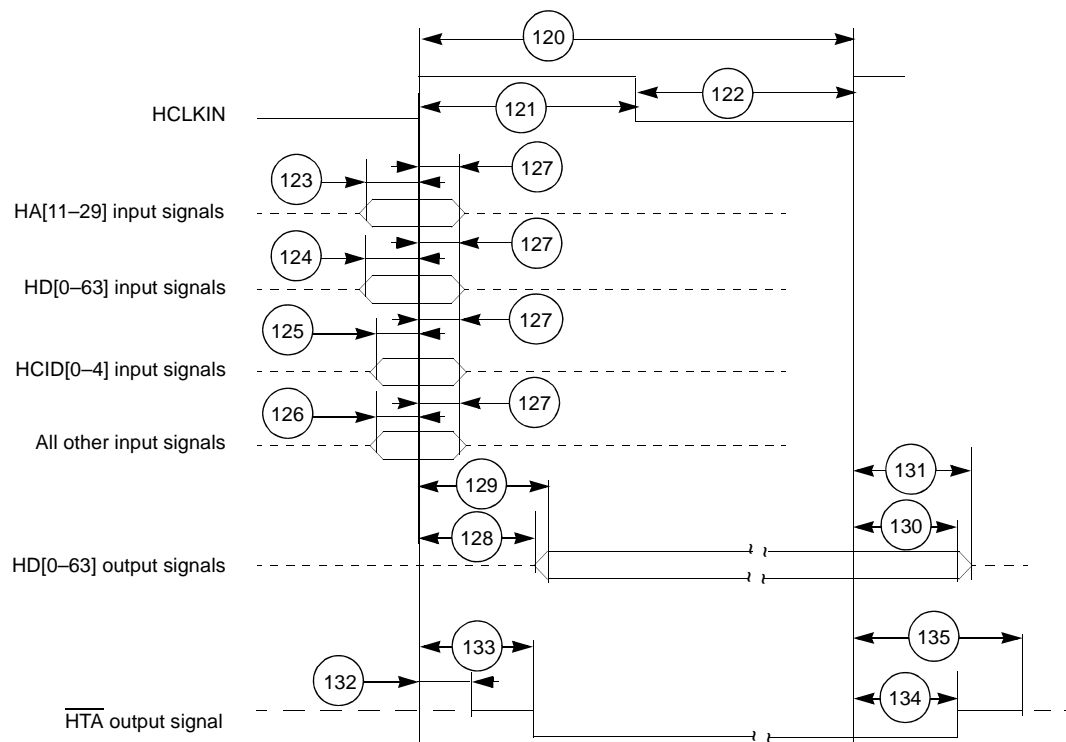 120
121
122
HCLKIN
123
127
HA[11–29] input signals
124
127
HD[0–63] input signals
125
127
HCID[0–4] input signals
126
127
All other input signals
129
131
128
130
HD[0–63] output signals
133
135
132
134
HTA output signal